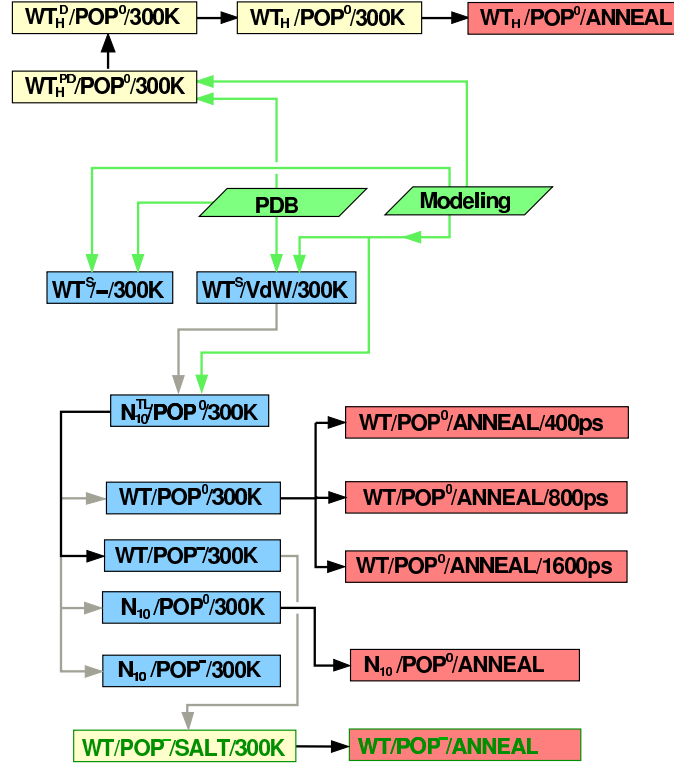 WT_H^D/POP^0/300K
WT_H/POP^0/300K
WT_H/POP^0/ANNEAL
WT_H^PD/POP^0/300K
PDB
Modeling
WT^S/–/300K
WT^S/VdW/300K
N_10^TL/POP^0/300K
WT/POP^0/ANNEAL/400ps
WT/POP^0/300K
WT/POP^0/ANNEAL/800ps
WT/POP^–/300K
WT/POP^0/ANNEAL/1600ps
N_10/POP^0/300K
N_10/POP^–/300K
N_10/POP^0/ANNEAL
WT/POP^–/SALT/300K
WT/POP^–/ANNEAL